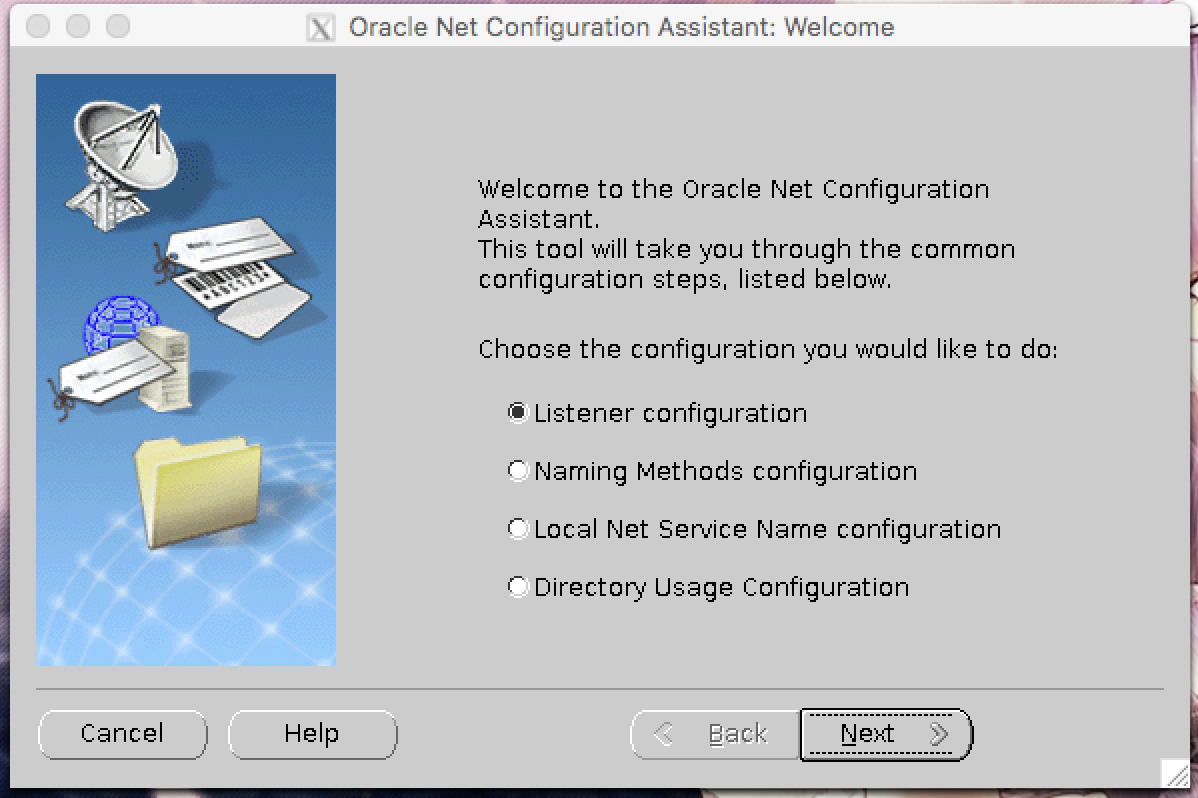 Oracle Net Configuration Assistant: Welcome
Welcome to the Oracle Net Configuration
Assistant.
This tool will take you through the common
configuration steps, listed below.
Choose the configuration you would like to do:
Listener configuration
Naming Methods configuration
Local Net Service Name configuration
Directory Usage Configuration
Cancel
Help
Back
Next